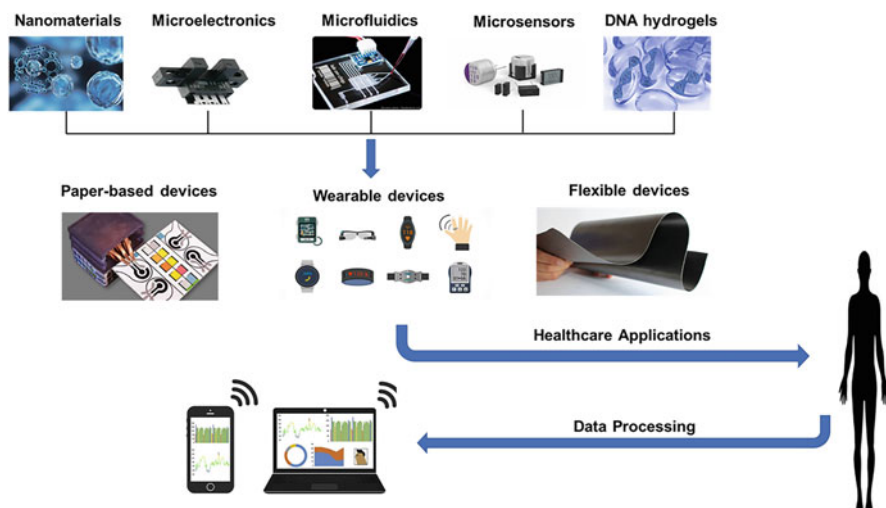 Nanomaterials
Microelectronics
Microfluidics
Microsensors
DNA hydrogels
Paper-based devices
Wearable devices
Flexible devices
Healthcare Applications
Data Processing